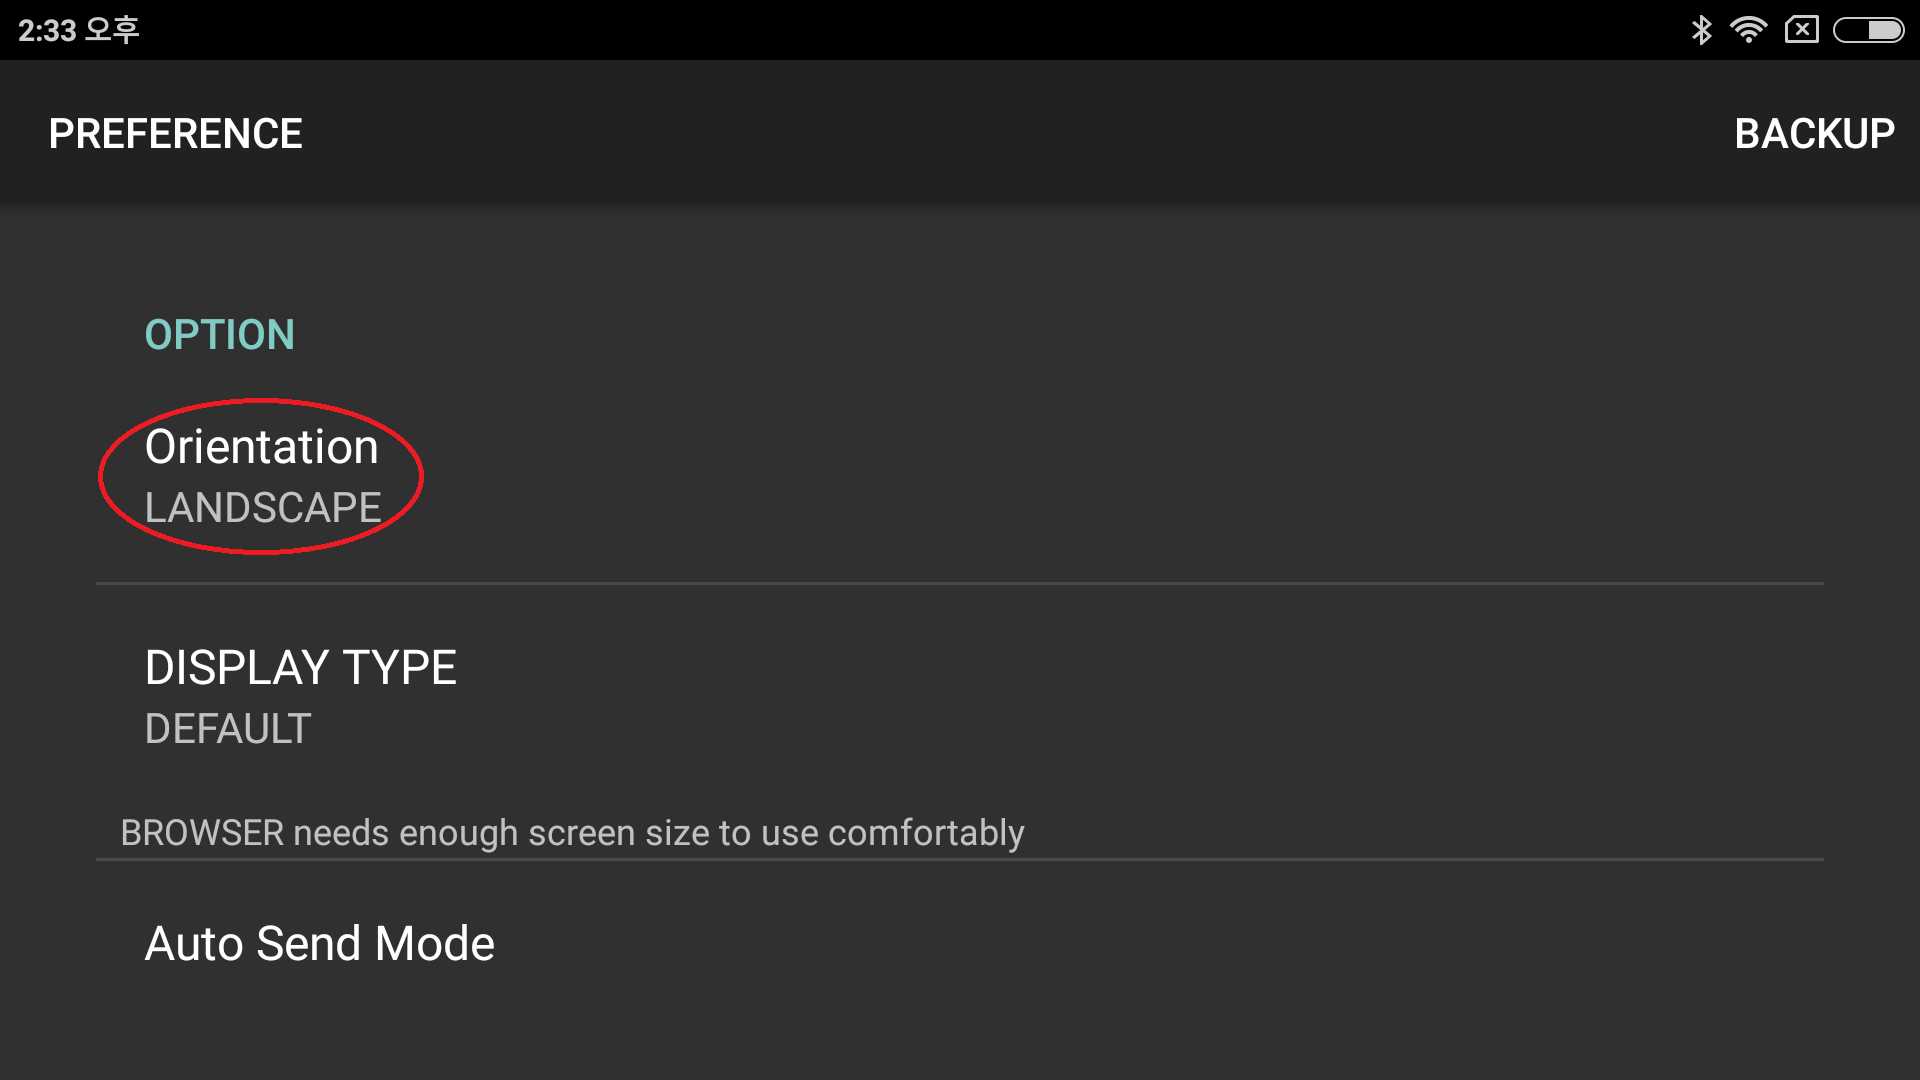 2:33 오후
PREFERENCE
BACKUP
OPTION
Orientation
LANDSCAPE
DISPLAY TYPE
DEFAULT
BROWSER needs enough screen size to use comfortably
Auto Send Mode